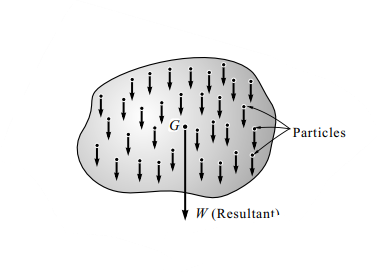 G
Particles
W (Resultant)